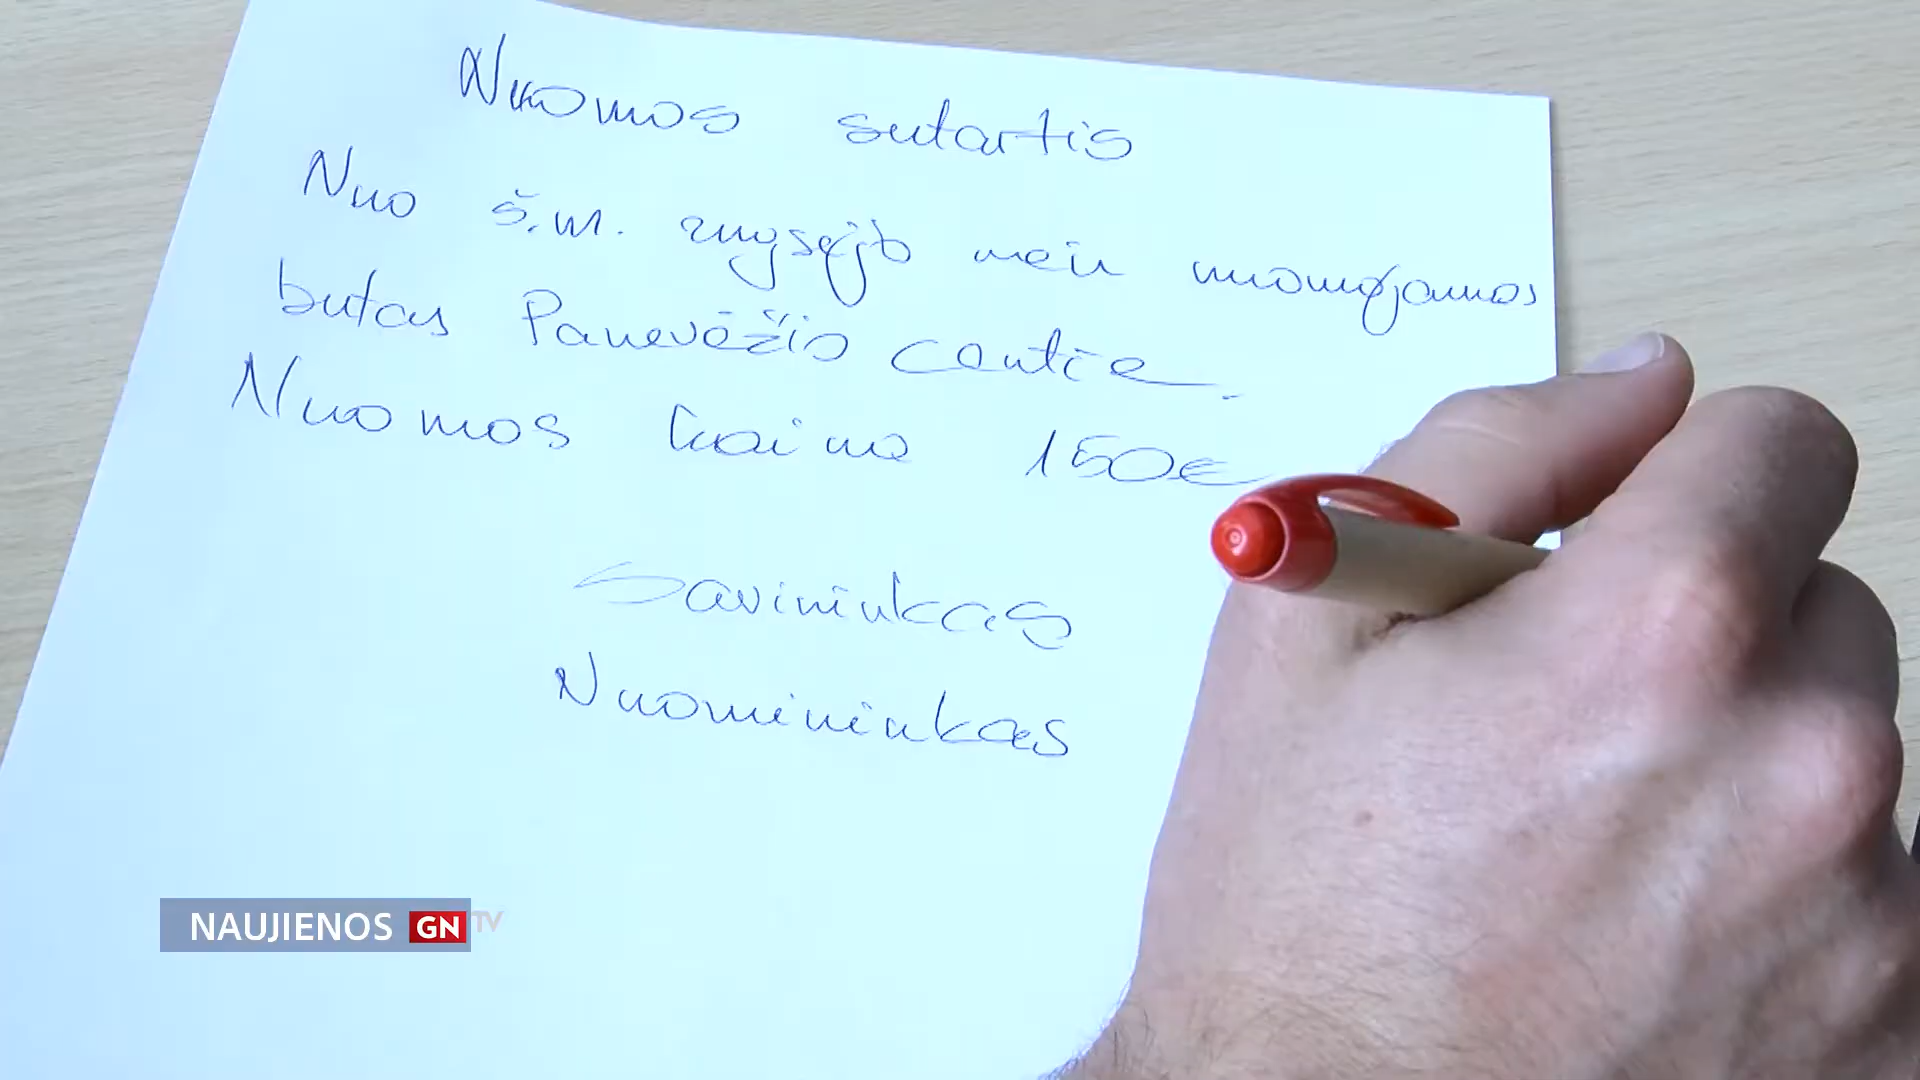 Nuomos sutartis
Nuo š.m. rugsėjo mėn nuomojamas
butas Panevėžio centre.
Nuomos kaina 150€
Savininkas
Nuomininkas
NAUJIENOS GN TV